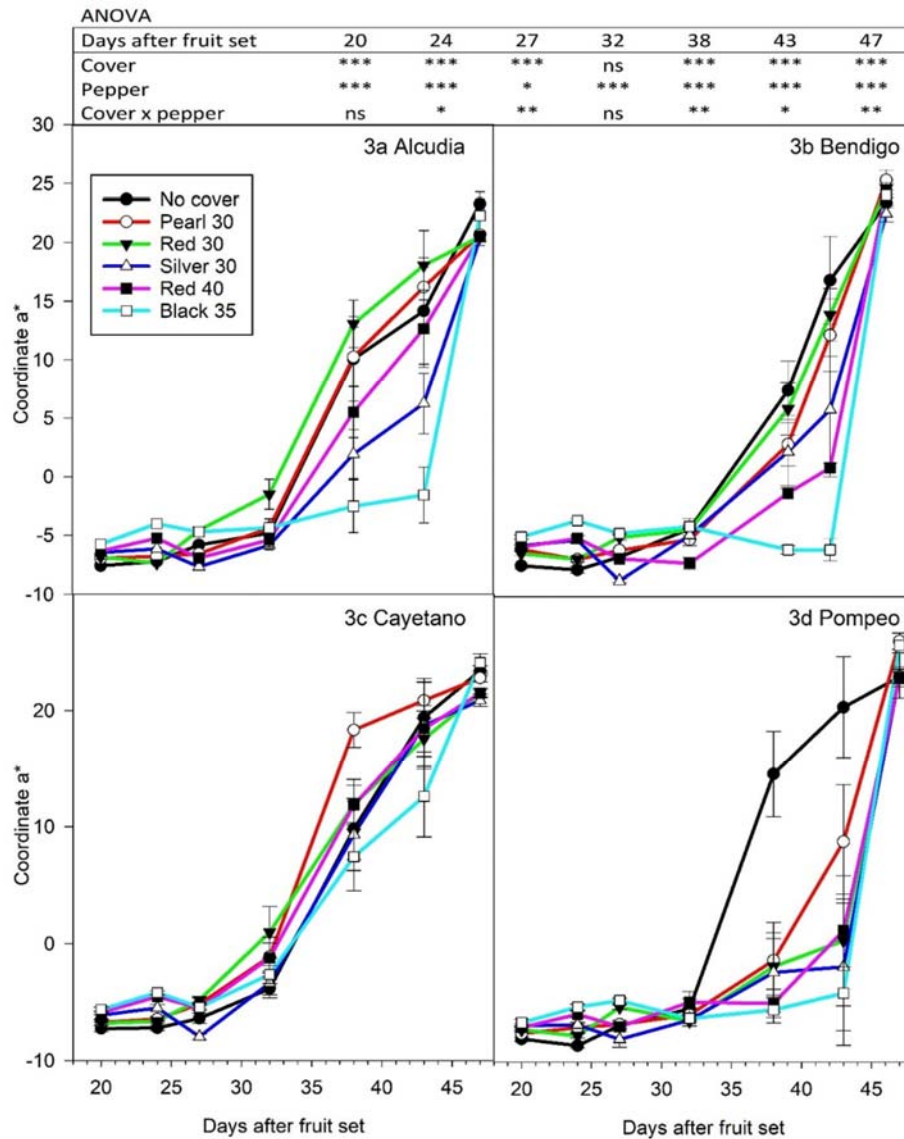 ANOVA
Days after fruit set 20 24 27 32 38 43 47
Cover *** *** *** ns *** *** ***
Pepper *** *** * *** *** *** ***
Cover x pepper ns * ** ns ** * **
30
25
20
15
10
5
0
-5
-10
Coordinate a*
3a Alcudia
No cover
Pearl 30
Red 30
Silver 30
Red 40
Black 35
3b Bendigo
20
10
0
-10
Coordinate a*
3c Cayetano
3d Pompeo
20 25 30 35 40 45
20 25 30 35 40 45
Days after fruit set
Days after fruit set